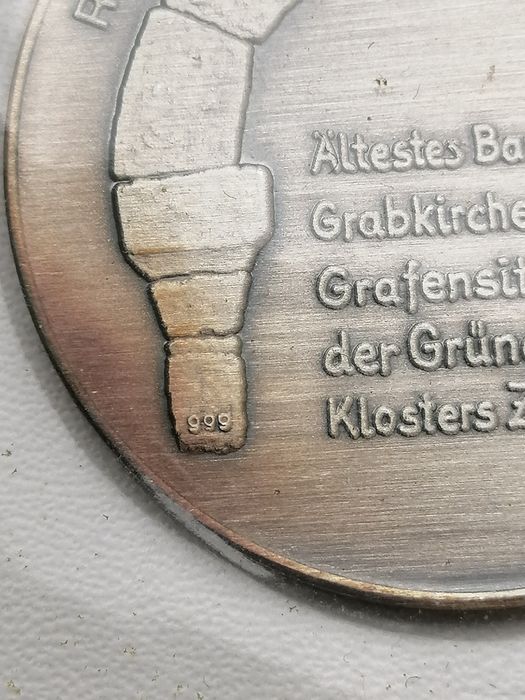 R
Ältestes Ba
Grabkirche
Grafensit
der Grün
Klosters Z
999